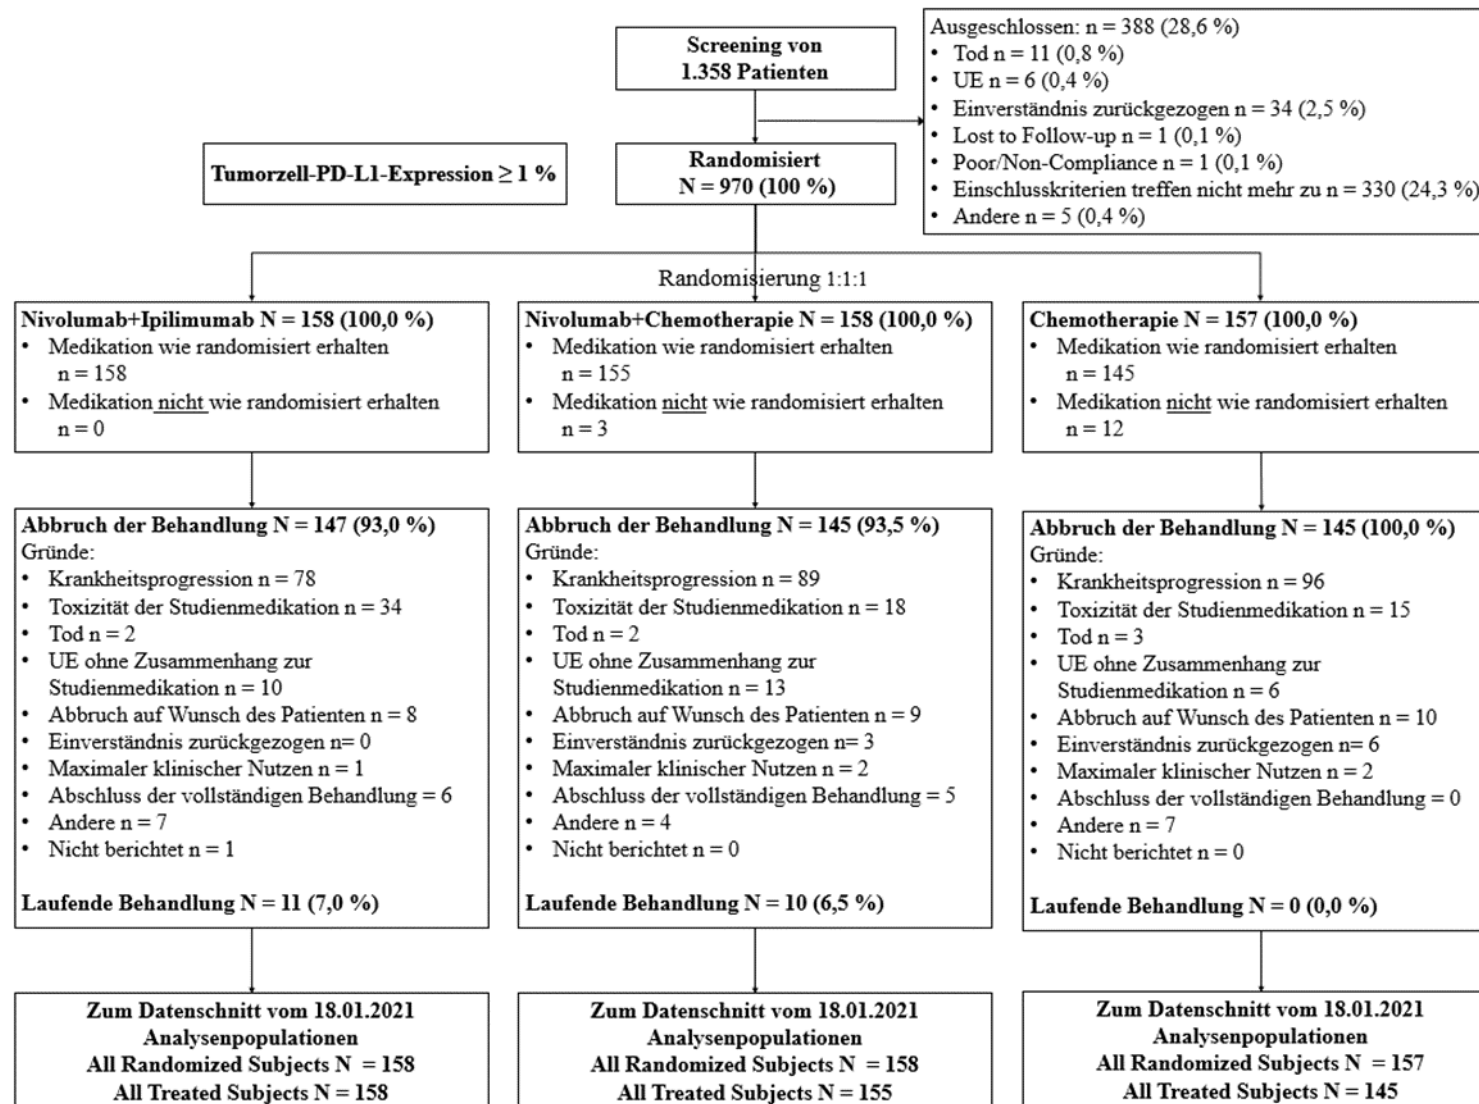 Screening von
1.358 Patienten
Ausgeschlossen: n = 388 (28,6 %)
• Tod n = 11 (0,8 %)
• UE n = 6 (0,4 %)
• Einverständnis zurückgezogen n = 34 (2,5 %)
• Lost to Follow-up n = 1 (0,1 %)
• Poor/Non-Compliance n = 1 (0,1 %)
• Einschlusskriterien treffen nicht mehr zu n = 330 (24,3 %)
• Andere n = 5 (0,4 %)
Tumorzell-PD-L1-Expression ≥ 1 %
Randomisiert
N = 970 (100 %)
Randomisierung 1:1:1
Nivolumab+Ipilimumab N = 158 (100,0 %)
• Medikation wie randomisiert erhalten
n = 158
• Medikation nicht wie randomisiert erhalten
n = 0
Nivolumab+Chemotherapie N = 158 (100,0 %)
• Medikation wie randomisiert erhalten
n = 155
• Medikation nicht wie randomisiert erhalten
n = 3
Chemotherapie N = 157 (100,0 %)
• Medikation wie randomisiert erhalten
n = 145
• Medikation nicht wie randomisiert erhalten
n = 12
Abbruch der Behandlung N = 147 (93,0 %)
Gründe:
• Krankheitsprogression n = 78
• Toxizität der Studienmedikation n = 34
• Tod n = 2
• UE ohne Zusammenhang zur
Studienmedikation n = 10
• Abbruch auf Wunsch des Patienten n = 8
• Einverständnis zurückgezogen n= 0
• Maximaler klinischer Nutzen n = 1
• Abschluss der vollständigen Behandlung = 6
• Andere n = 7
• Nicht berichtet n = 1
Laufende Behandlung N = 11 (7,0 %)
Abbruch der Behandlung N = 145 (93,5 %)
Gründe:
• Krankheitsprogression n = 89
• Toxizität der Studienmedikation n = 18
• Tod n = 2
• UE ohne Zusammenhang zur
Studienmedikation n = 13
• Abbruch auf Wunsch des Patienten n = 9
• Einverständnis zurückgezogen n= 3
• Maximaler klinischer Nutzen n = 2
• Abschluss der vollständigen Behandlung = 5
• Andere n = 4
• Nicht berichtet n = 0
Laufende Behandlung N = 10 (6,5 %)
Abbruch der Behandlung N = 145 (100,0 %)
Gründe:
• Krankheitsprogression n = 96
• Toxizität der Studienmedikation n = 15
• Tod n = 3
• UE ohne Zusammenhang zur
Studienmedikation n = 6
• Abbruch auf Wunsch des Patienten n = 10
• Einverständnis zurückgezogen n= 6
• Maximaler klinischer Nutzen n = 2
• Abschluss der vollständigen Behandlung = 0
• Andere n = 7
• Nicht berichtet n = 0
Laufende Behandlung N = 0 (0,0 %)
Zum Datenschnitt vom 18.01.2021
Analysenpopulationen
All Randomized Subjects N = 158
All Treated Subjects N = 158
Zum Datenschnitt vom 18.01.2021
Analysenpopulationen
All Randomized Subjects N = 158
All Treated Subjects N = 155
Zum Datenschnitt vom 18.01.2021
Analysenpopulationen
All Randomized Subjects N = 157
All Treated Subjects N = 145